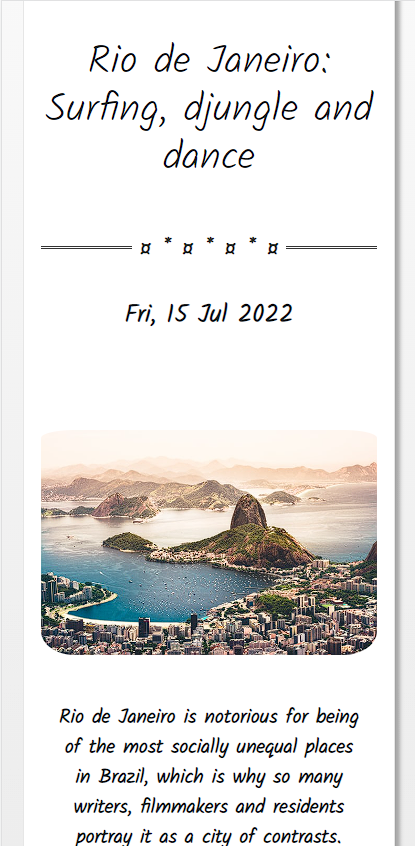 Rio de Janeiro:
Surfing, djungle and
dance
¤ * ¤ * ¤ * ¤
Fri, 15 Jul 2022
Rio de Janeiro is notorious for being
of the most socially unequal places
in Brazil, which is why so many
writers, filmmakers and residents
portray it as a city of contrasts.